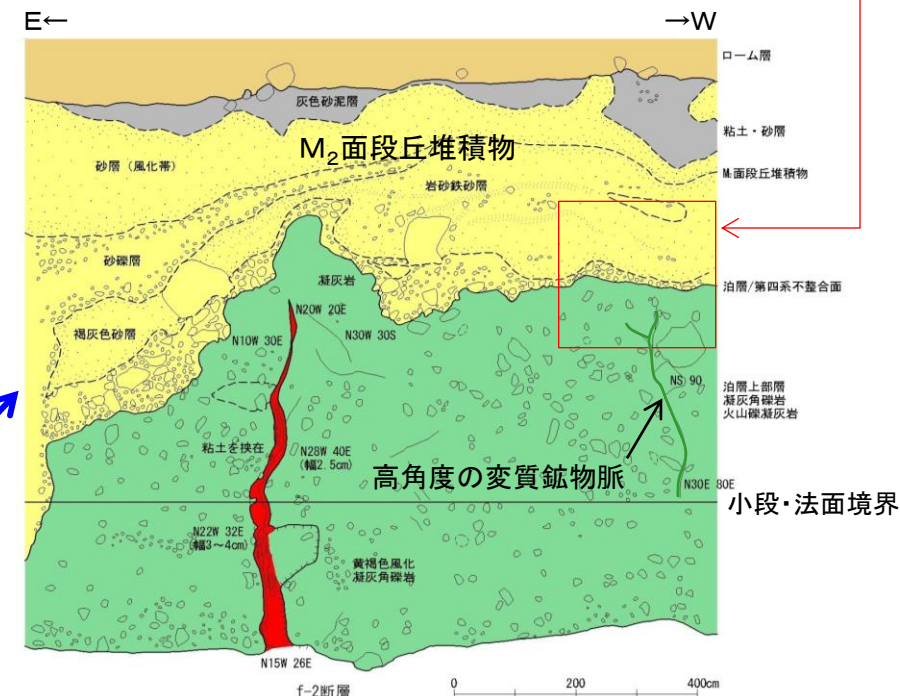 E←
→W
ローム層
灰色砂泥層
粘土・砂層
M₂面段丘堆積物
砂層（風化帯）
M₂面段丘堆積物
岩砂鉄砂層
砂礫層
凝灰岩
泊層/第四系不整合面
N20W 20E
N10W 30E
N30W 30S
褐灰色砂層
NS 90
泊層上部層
凝灰角礫岩
火山礫凝灰岩
粘土を挟在
N28W 40E
(幅2.5cm)
高角度の変質鉱物脈
N30E 80E
小段・法面境界
N22W 32E
(幅3～4cm)
黄褐色風化
凝灰角礫岩
N15W 26E
f-2断層
0 200 400cm